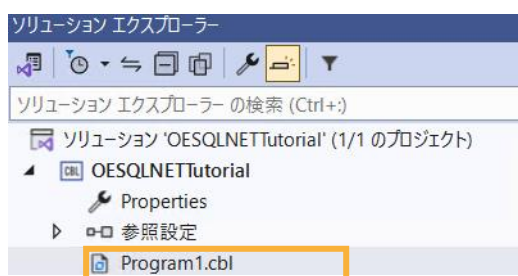 ソリューション エクスプローラー
ソリューション エクスプローラー の検索 (Ctrl+:)
ソリューション 'OESQLNETTutorial' (1/1 のプロジェクト)
CBL OESQLNETTutorial
Properties
参照設定
Program1.cbl